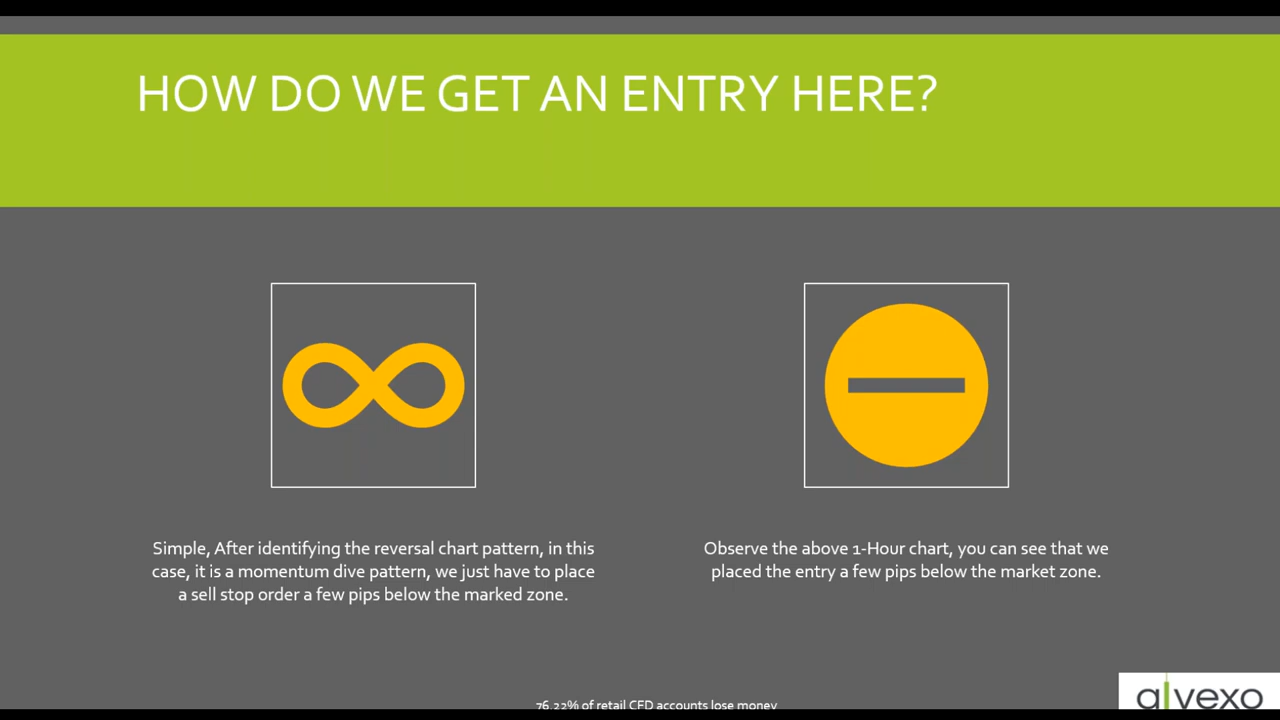 HOW DO WE GET AN ENTRY HERE?
Simple, After identifying the reversal chart pattern, in this
case, it is a momentum dive pattern, we just have to place
a sell stop order a few pips below the marked zone.
Observe the above 1-Hour chart, you can see that we
placed the entry a few pips below the market zone.
76.22% of retail CFD accounts lose money
alvexo